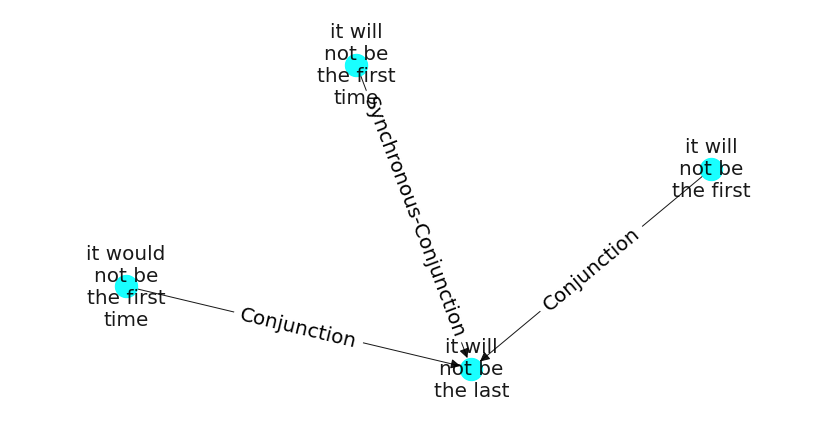 it will
not be
the first
time
Synchronous-Conjunction
it will
not be
the first
Conjunction
it would
not be
the first
time
Conjunction
it will
not be
the last